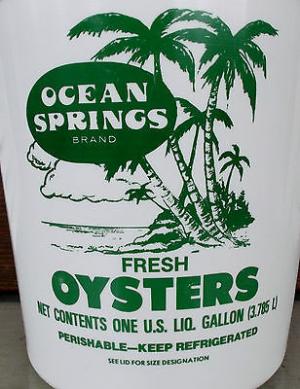 OCEAN
SPRINGS
BRAND
FRESH
OYSTERS
NET CONTENTS ONE U.S. LIQ. GALLON (3.785 L)
PERISHABLE—KEEP REFRIGERATED
SEE LID FOR SIZE DESIGNATION